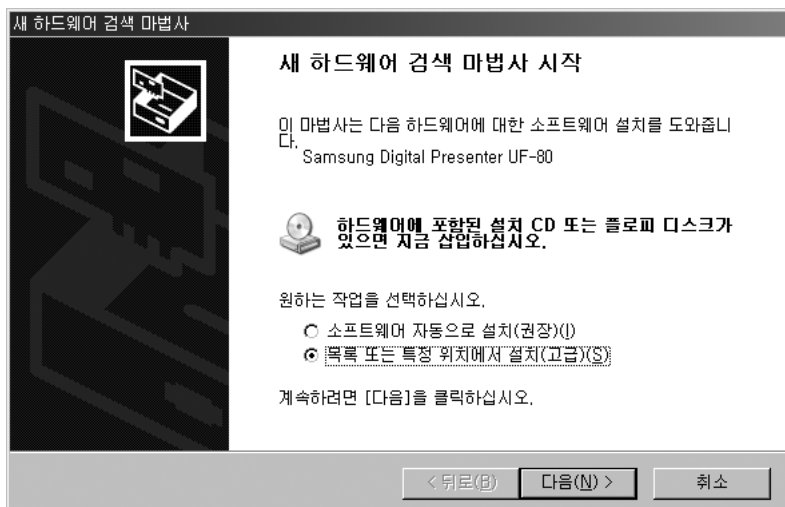 새 하드웨어 검색 마법사
새 하드웨어 검색 마법사 시작
이 마법사는 다음 하드웨어에 대한 소프트웨어 설치를 도와줍니
다.
Samsung Digital Presenter UF-80
하드웨어에 포함된 설치 CD 또는 플로피 디스크가
있으면 지금 삽입하십시오.
원하는 작업을 선택하십시오.
소프트웨어 자동으로 설치(권장)(I)
목록 또는 특정 위치에서 설치(고급)(S)
계속하려면 [다음]을 클릭하십시오.
< 뒤로(B) 다음(N) > 취소